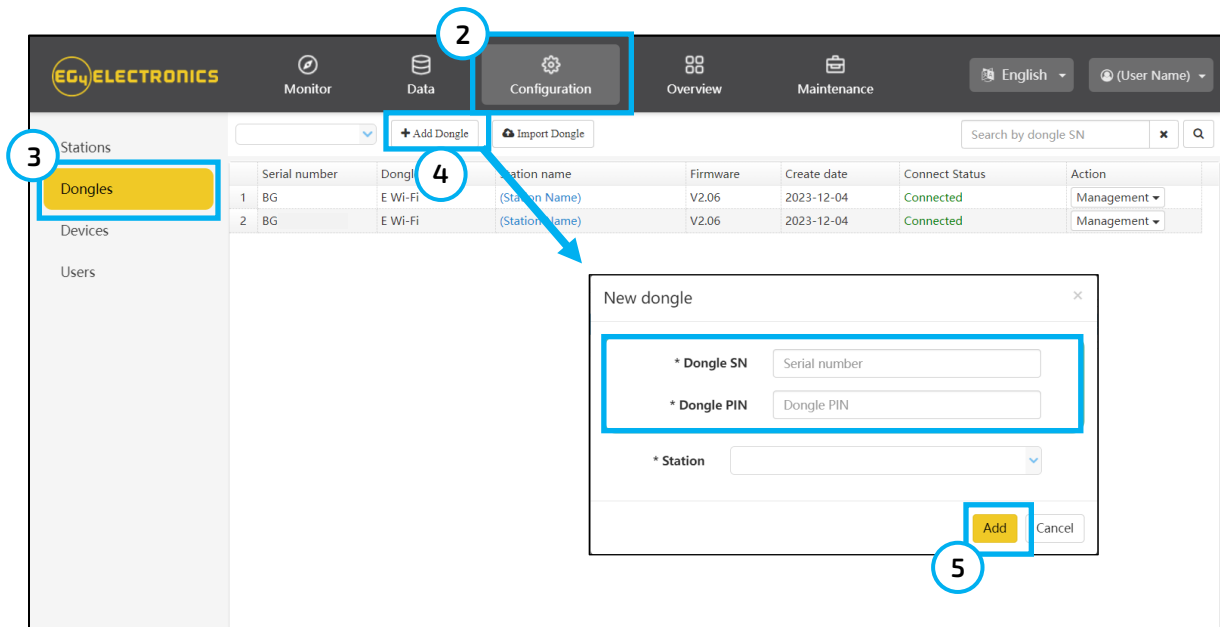 2
EG4 ELECTRONICS
Monitor
Data
Configuration
Overview
Maintenance
English
(User Name)
3
Stations
Dongles
Devices
Users
+ Add Dongle
Import Dongle
Search by dongle SN
4
Serial number Dongl Station name Firmware Create date Connect Status Action
1 BG E Wi-Fi (Station Name) V2.06 2023-12-04 Connected Management
2 BG E Wi-Fi (Station Name) V2.06 2023-12-04 Connected Management
New dongle ×
* Dongle SN Serial number
* Dongle PIN Dongle PIN
* Station
Add Cancel
5